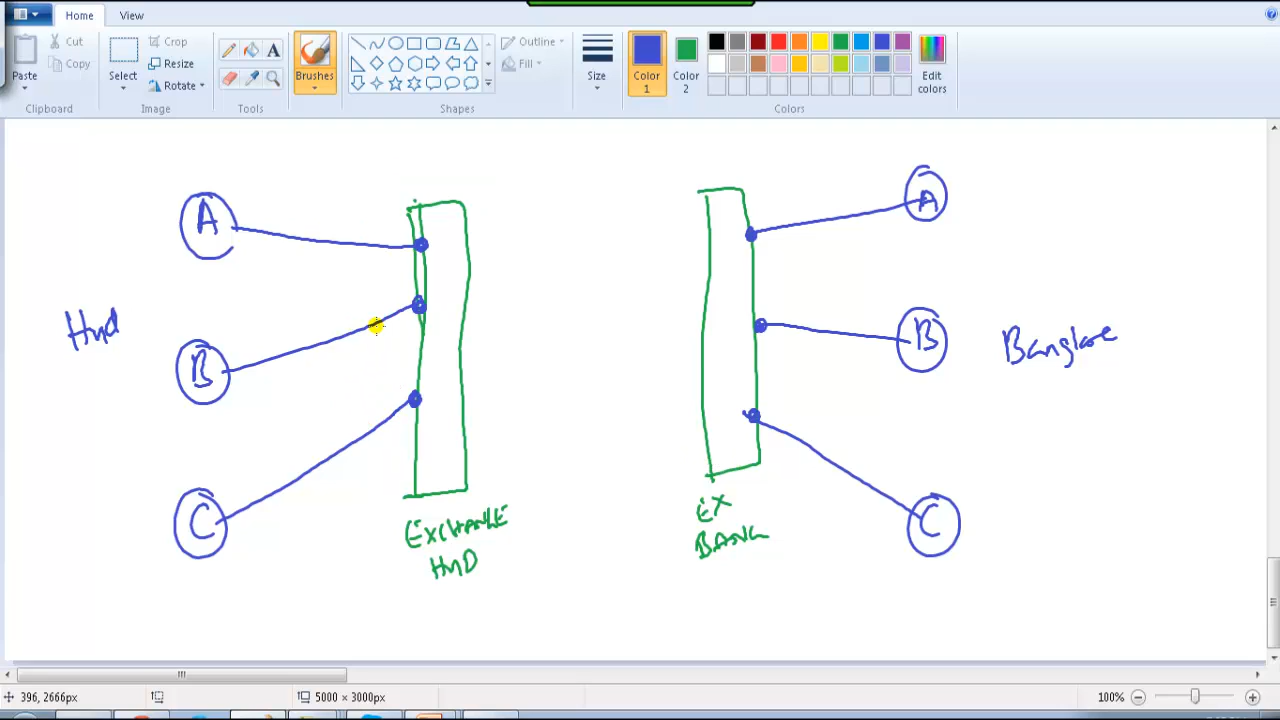 Home
View
Cut
Copy
Paste
Clipboard
Select
Crop
Resize
Rotate
Image
Tools
Brushes
Shapes
Outline
Fill
Size
Color
1
Color
2
Edit
colors
Colors
A
B
C
Hyd
EXCHANGE
HYD
EX
BANG
A
B
C
Banglore
396, 2666px
5000 × 3000px
100%